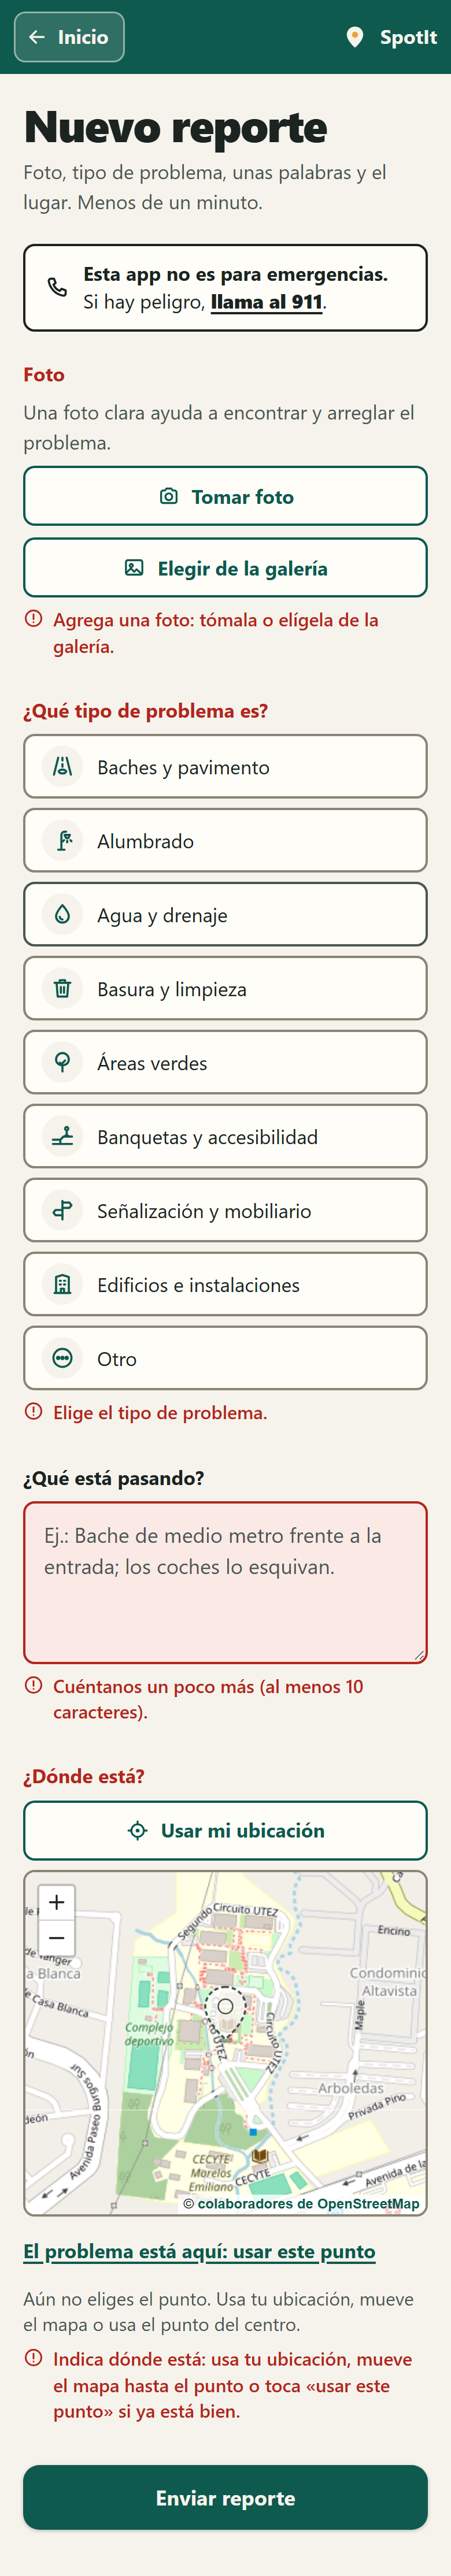 Inicio
SpotIt
Nuevo reporte
Foto, tipo de problema, unas palabras y el
lugar. Menos de un minuto.
Esta app no es para emergencias.
Si hay peligro, llama al 911.
Foto
Una foto clara ayuda a encontrar y arreglar el
problema.
Tomar foto
Elegir de la galería
Agrega una foto: tómala o elígela de la
galería.
¿Qué tipo de problema es?
Baches y pavimento
Alumbrado
Agua y drenaje
Basura y limpieza
Áreas verdes
Banquetas y accesibilidad
Señalización y mobiliario
Edificios e instalaciones
Otro
Elige el tipo de problema.
¿Qué está pasando?
Ej.: Bache de medio metro frente a la
entrada; los coches lo esquivan.
Cuéntanos un poco más (al menos 10
caracteres).
¿Dónde está?
Usar mi ubicación
+
−
Segundo Circuito UTEZ
Encino
a Blanca
Casa Blanca
Condominio
Altavista
Maple
Complejo
deportivo
Circuito UTEZ
UTEZ
Arboledas
Privada Pino
Avenida Paseo Burgos Sur
CECYTE
Morelos
Emiliano
CECYTE
Avenida de la
© colaboradores de OpenStreetMap
El problema está aquí: usar este punto
Aún no eliges el punto. Usa tu ubicación, mueve
el mapa o usa el punto del centro.
Indica dónde está: usa tu ubicación, mueve
el mapa hasta el punto o toca «usar este
punto» si ya está bien.
Enviar reporte